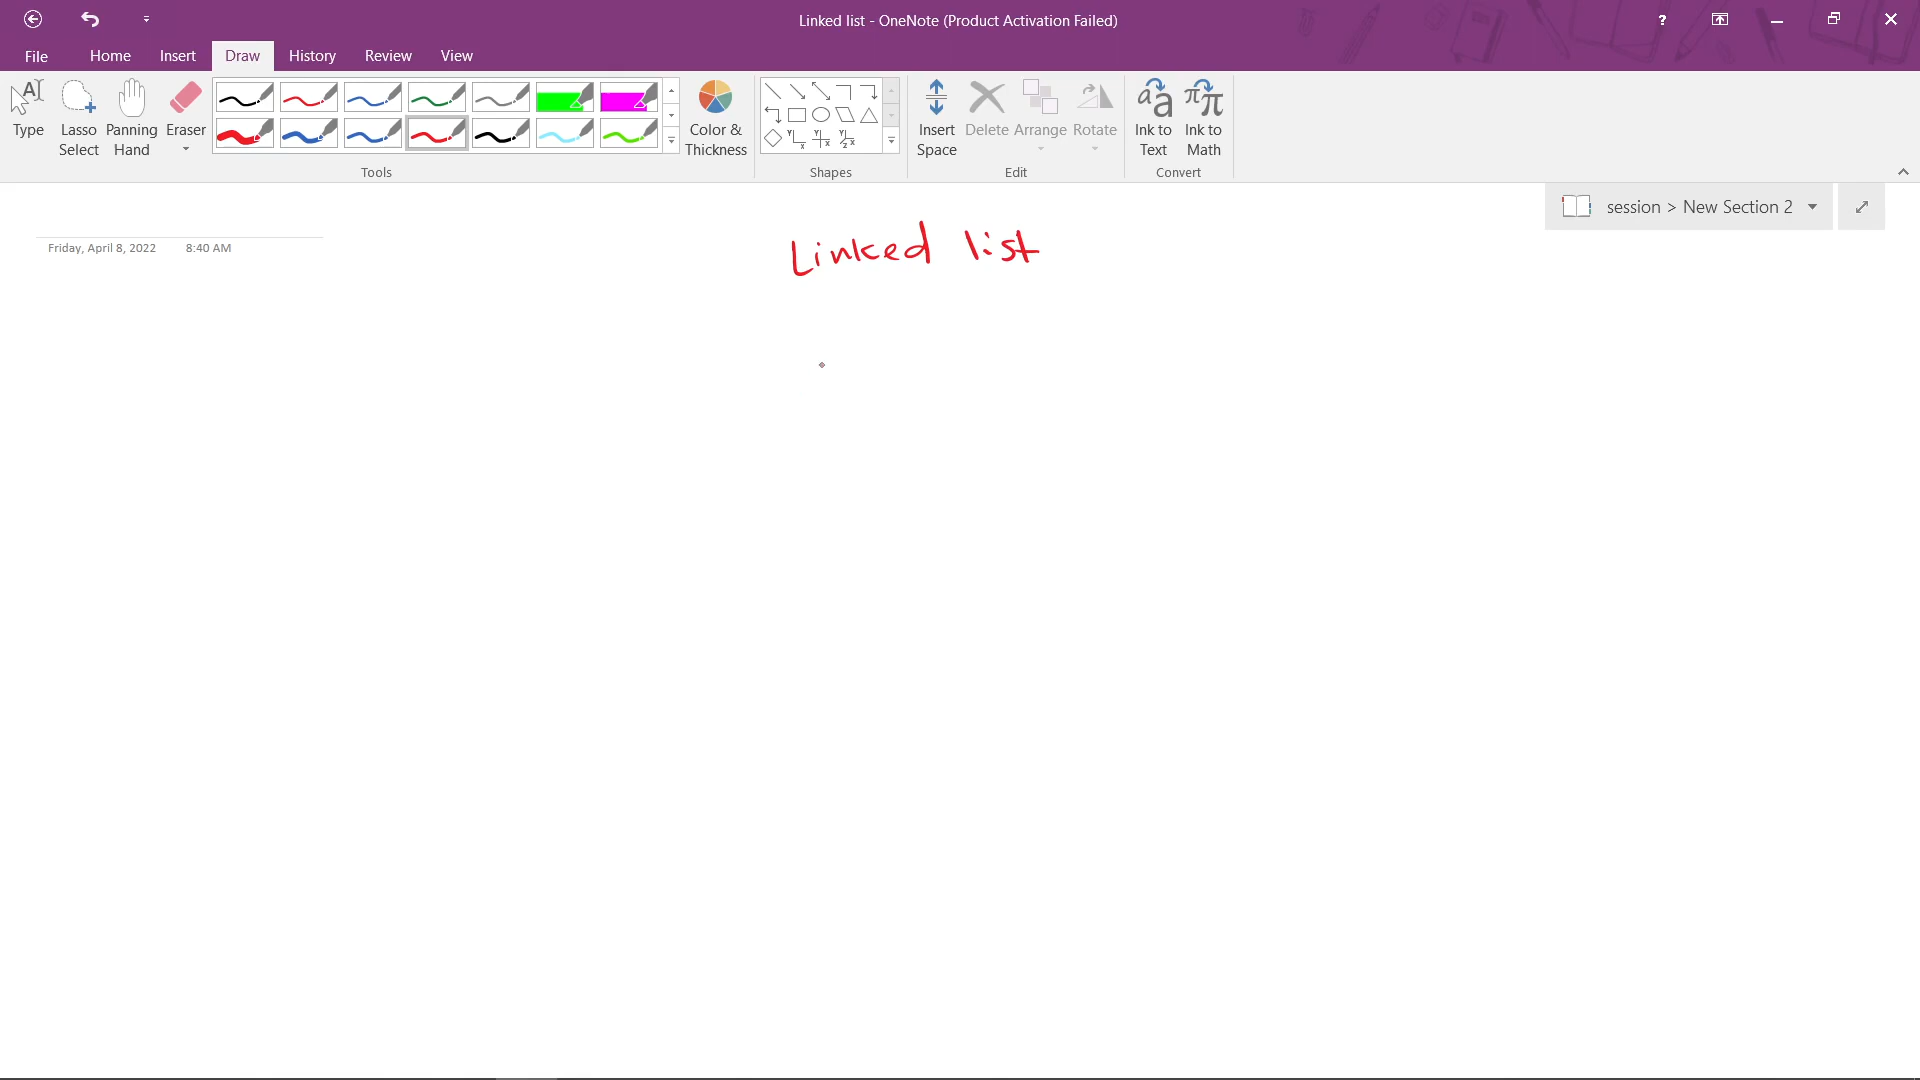 Linked list - OneNote (Product Activation Failed)
?
File Home Insert Draw History Review View
Type
Lasso Select
Panning Hand
Eraser
Color & Thickness
Insert Space
Delete
Arrange
Rotate
Ink to Text
Ink to Math
Tools
Shapes
Edit
Convert
session > New Section 2
Friday, April 8, 2022 8:40 AM
Linked list